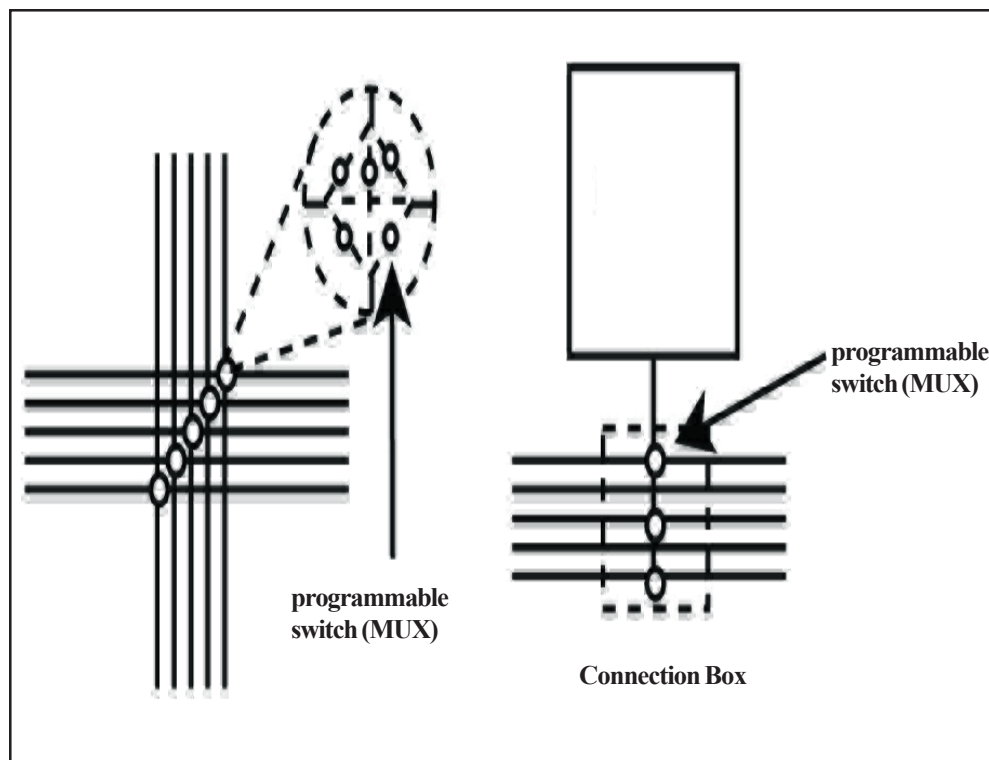 programmable
switch (MUX)
programmable
switch (MUX)
Connection Box